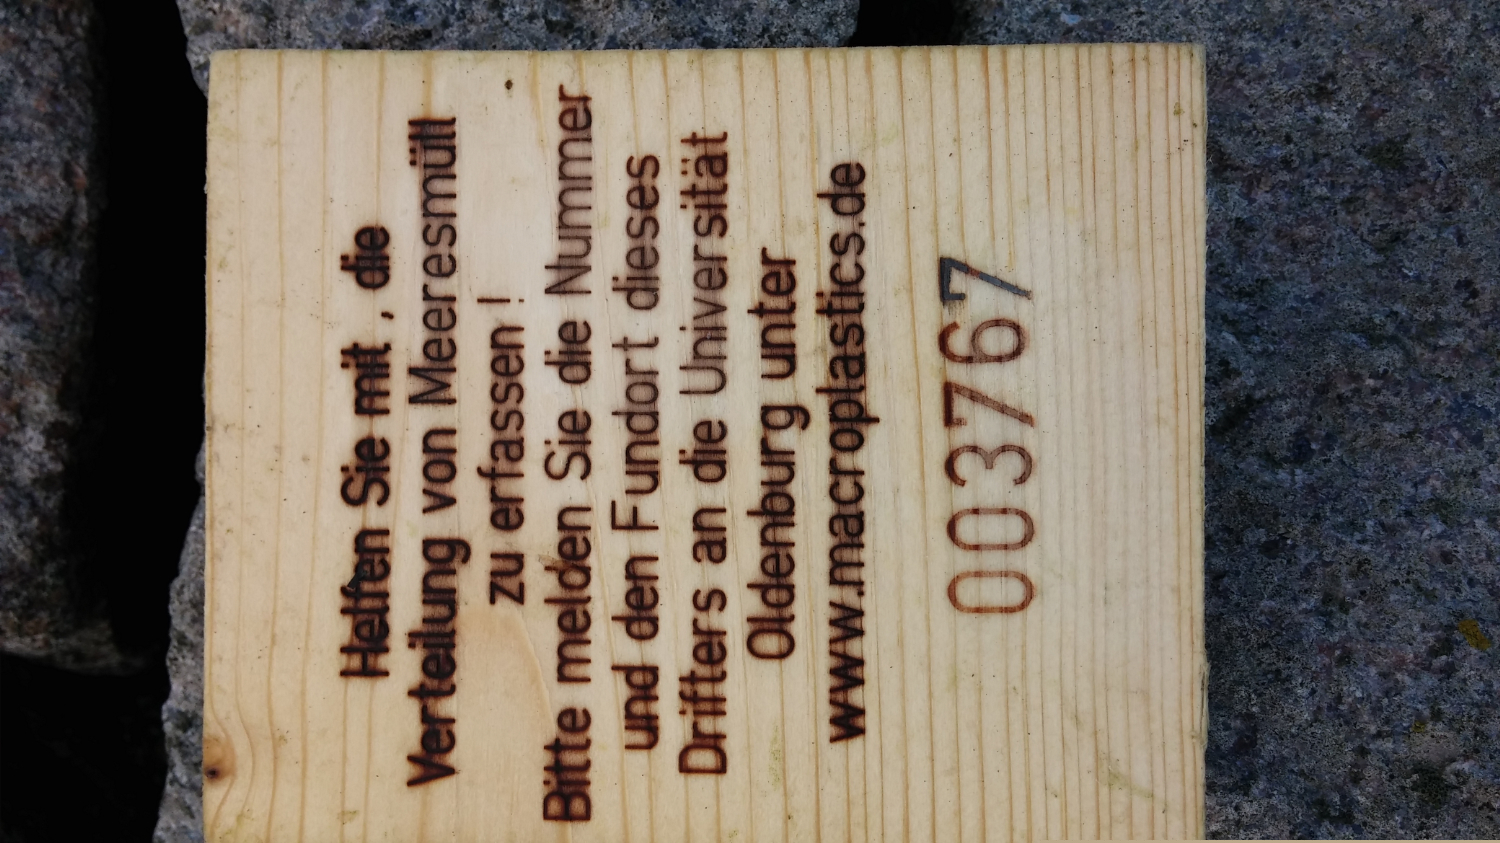 Helfen Sie mit , die
Verteilung von Meeresmüll
zu erfassen !
Bitte melden Sie die Nummer
und den Fundort dieses
Drifters an die Universität
Oldenburg unter
www.macroplastics.de
003767